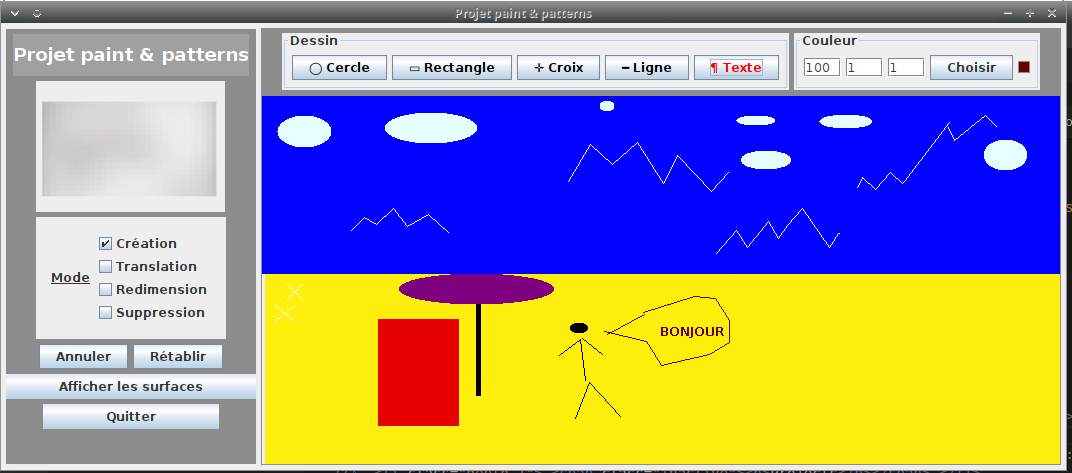 Projet paint & patterns
Projet paint & patterns
Dessin
Cercle
Rectangle
Croix
Ligne
¶ Texte
Couleur
100
1
1
Choisir
Mode
Création
Translation
Redimension
Suppression
Annuler
Rétablir
Afficher les surfaces
Quitter
BONJOUR